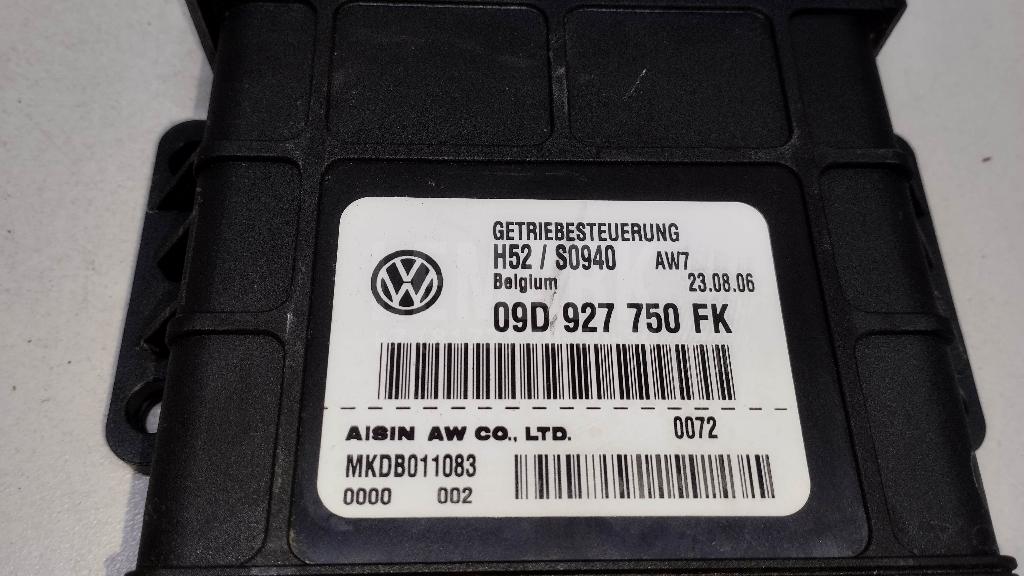 GETRIEBESTEUERUNG
H52 / S0940 AW7
Belgium 23.08.06
09D 927 750 FK
AISIN AW CO., LTD. 0072
MKDB011083
0000 002